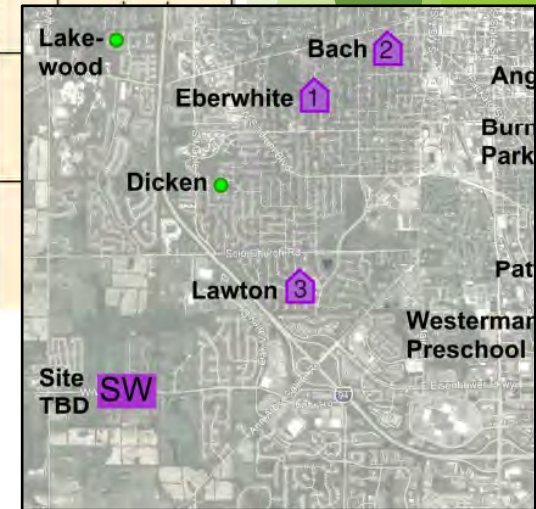 Lake-
wood
Bach 2
Ang
Eberwhite 1
Burn
Park
Dicken
Scio Church Rd
Pat
Lawton 3
Westerman
Preschool
Site
TBD SW
94